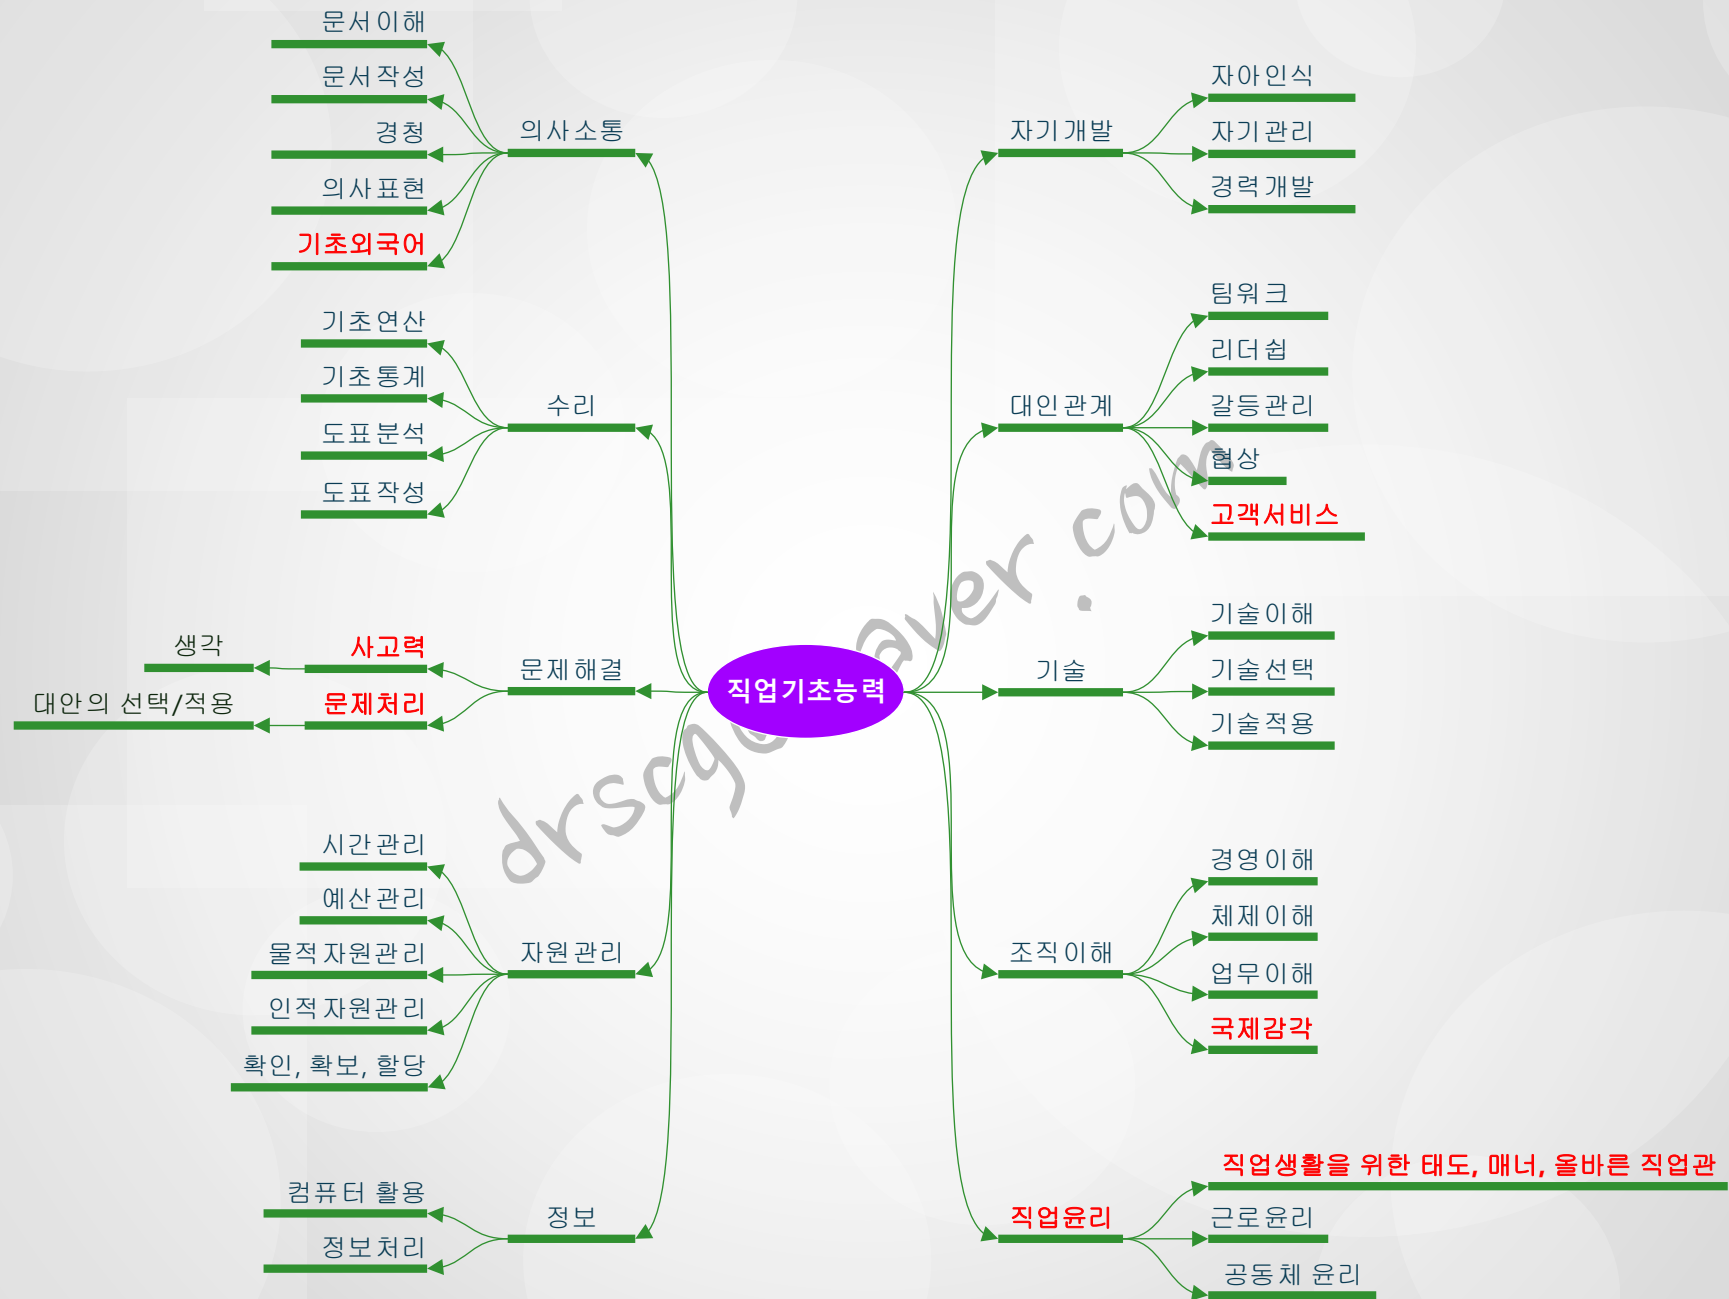 직업기초능력
의사소통
문서이해
문서작성
경청
의사표현
기초외국어
수리
기초연산
기초통계
도표분석
도표작성
문제해결
사고력
생각
문제처리
대안의 선택/적용
자원관리
시간관리
예산관리
물적자원관리
인적자원관리
확인, 확보, 할당
정보
컴퓨터 활용
정보처리
자기개발
자아인식
자기관리
경력개발
대인관계
팀워크
리더쉽
갈등관리
협상
고객서비스
기술
기술이해
기술선택
기술적용
조직이해
경영이해
체제이해
업무이해
국제감각
직업윤리
직업생활을 위한 태도, 매너, 올바른 직업관
근로윤리
공동체 윤리